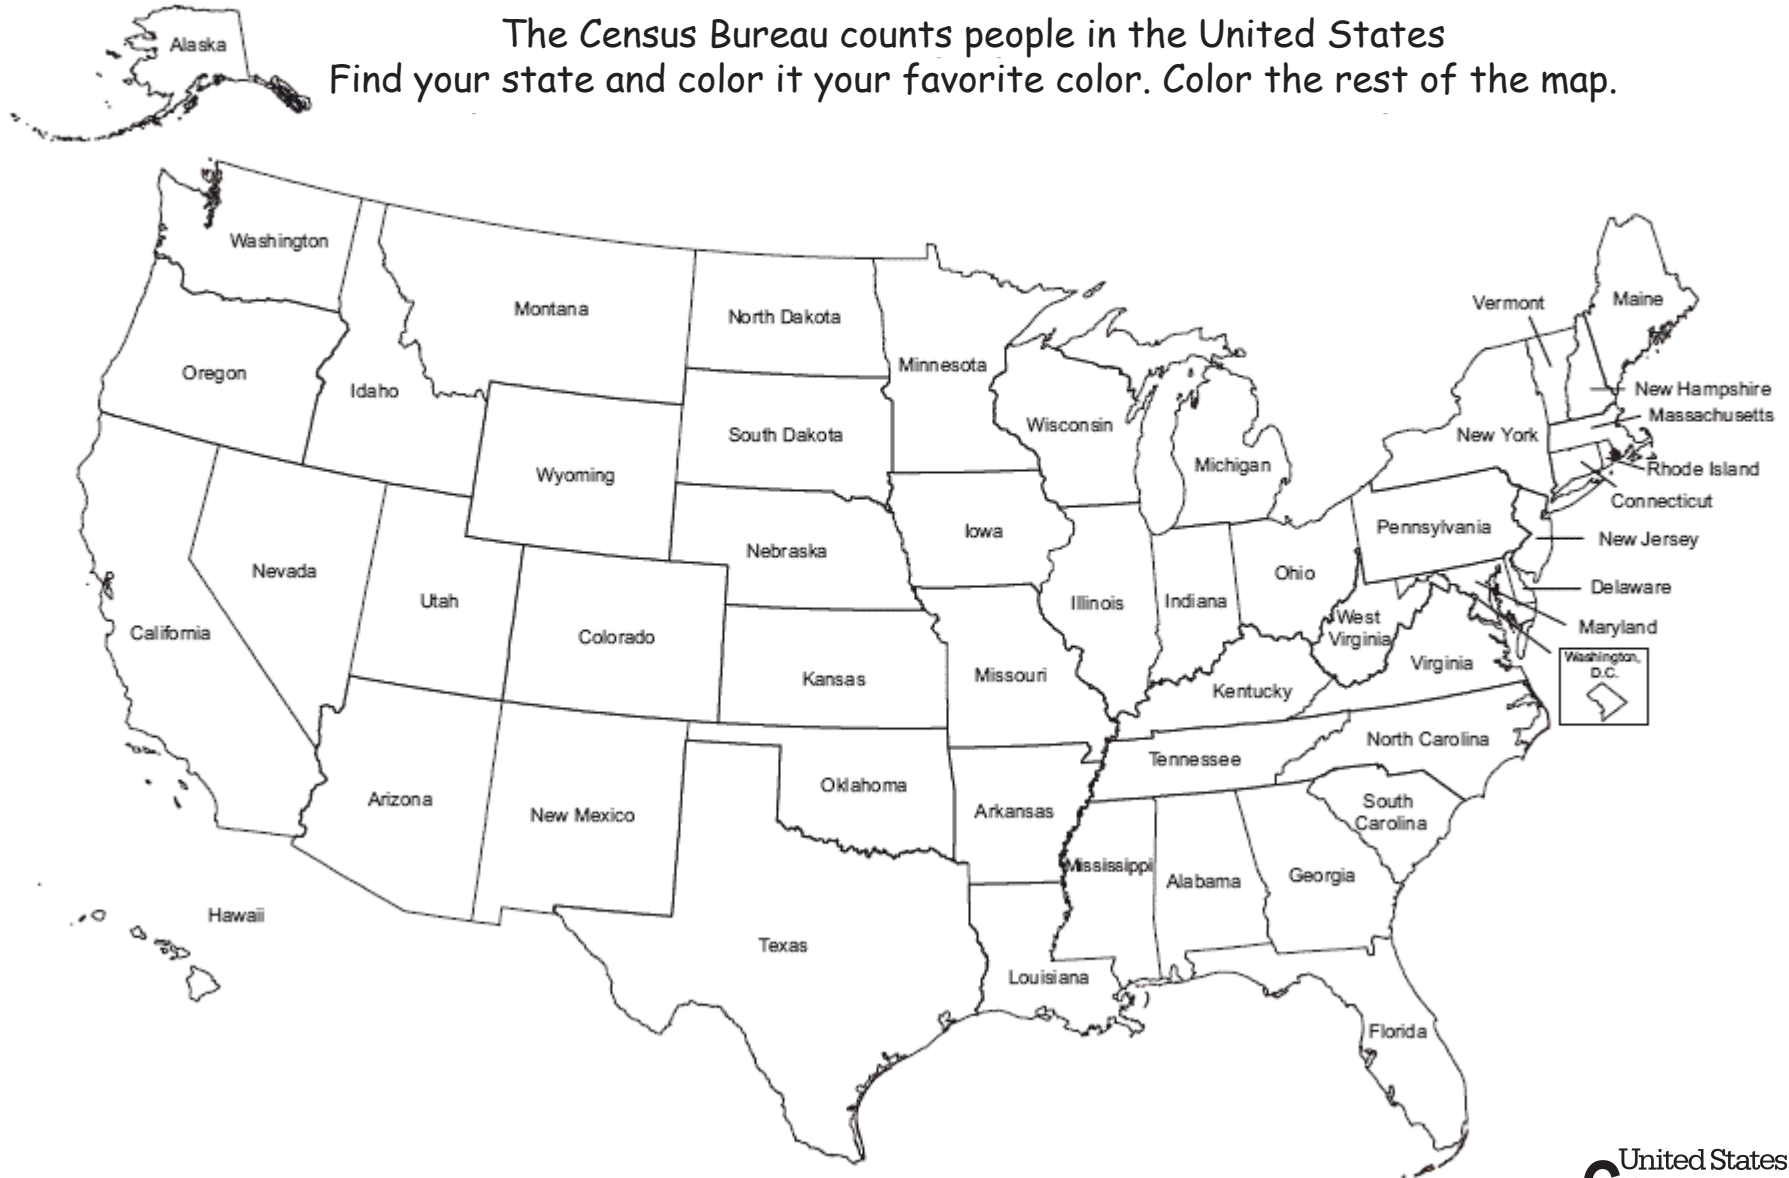 The Census Bureau counts people in the United States
Find your state and color it your favorite color. Color the rest of the map.
Alaska
Washington
Montana
North Dakota
Minnesota
Oregon
Idaho
Wyoming
South Dakota
Wisconsin
Michigan
Vermont
Maine
New Hampshire
Massachusetts
New York
Rhode Island
Connecticut
Pennsylvania
New Jersey
Delaware
Maryland
Washington,
D.C.
Nevada
Utah
Colorado
Nebraska
Iowa
Illinois
Indiana
Ohio
West
Virginia
Virginia
California
Kansas
Missouri
Kentucky
Arizona
New Mexico
Oklahoma
Arkansas
Tennessee
North Carolina
South
Carolina
Mississippi
Alabama
Georgia
Hawaii
Texas
Louisiana
Florida
United States